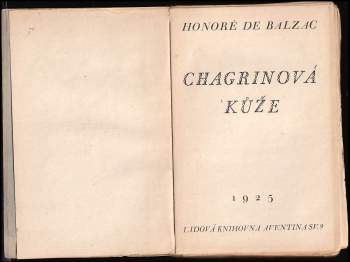 HONORÉ DE BALZAC
CHAGRINOVÁ
KŮŽE
1925
LIDOVÁ KNIHOVNA AVENTINA SV. 9